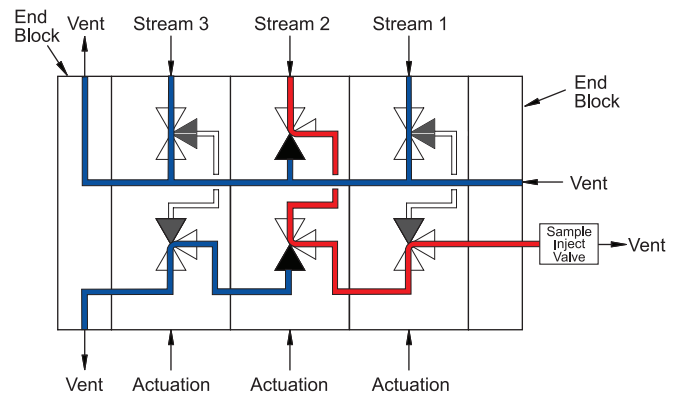 End
Block
Vent
Stream 3
Stream 2
Stream 1
End
Block
Vent
Sample
Inject
Valve
Vent
Vent
Actuation
Actuation
Actuation